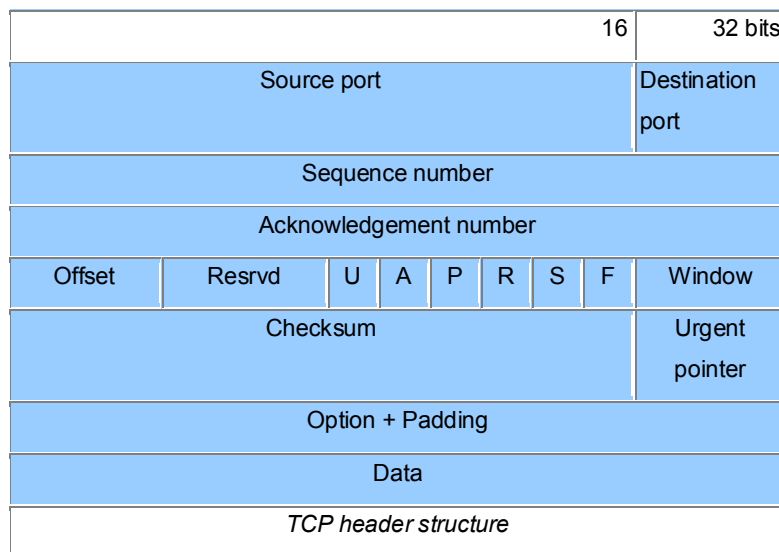 16 32 bits
Source port Destination
port
Sequence number
Acknowledgement number
Offset Resrvd U A P R S F Window
Checksum Urgent
pointer
Option + Padding
Data
TCP header structure